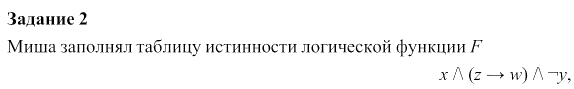 Задание 2
Миша заполнял таблицу истинности логической функции F
x /\ (z → w) /\ ¬y,